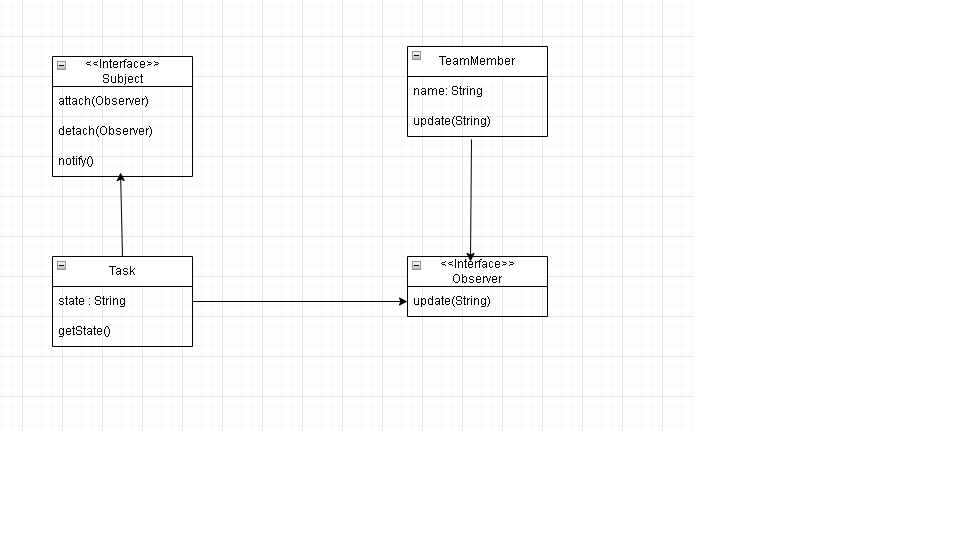 <<Interface>>
Subject
attach(Observer)
detach(Observer)
notify()
TeamMember
name: String
update(String)
Task
state : String
getState()
<<Interface>>
Observer
update(String)